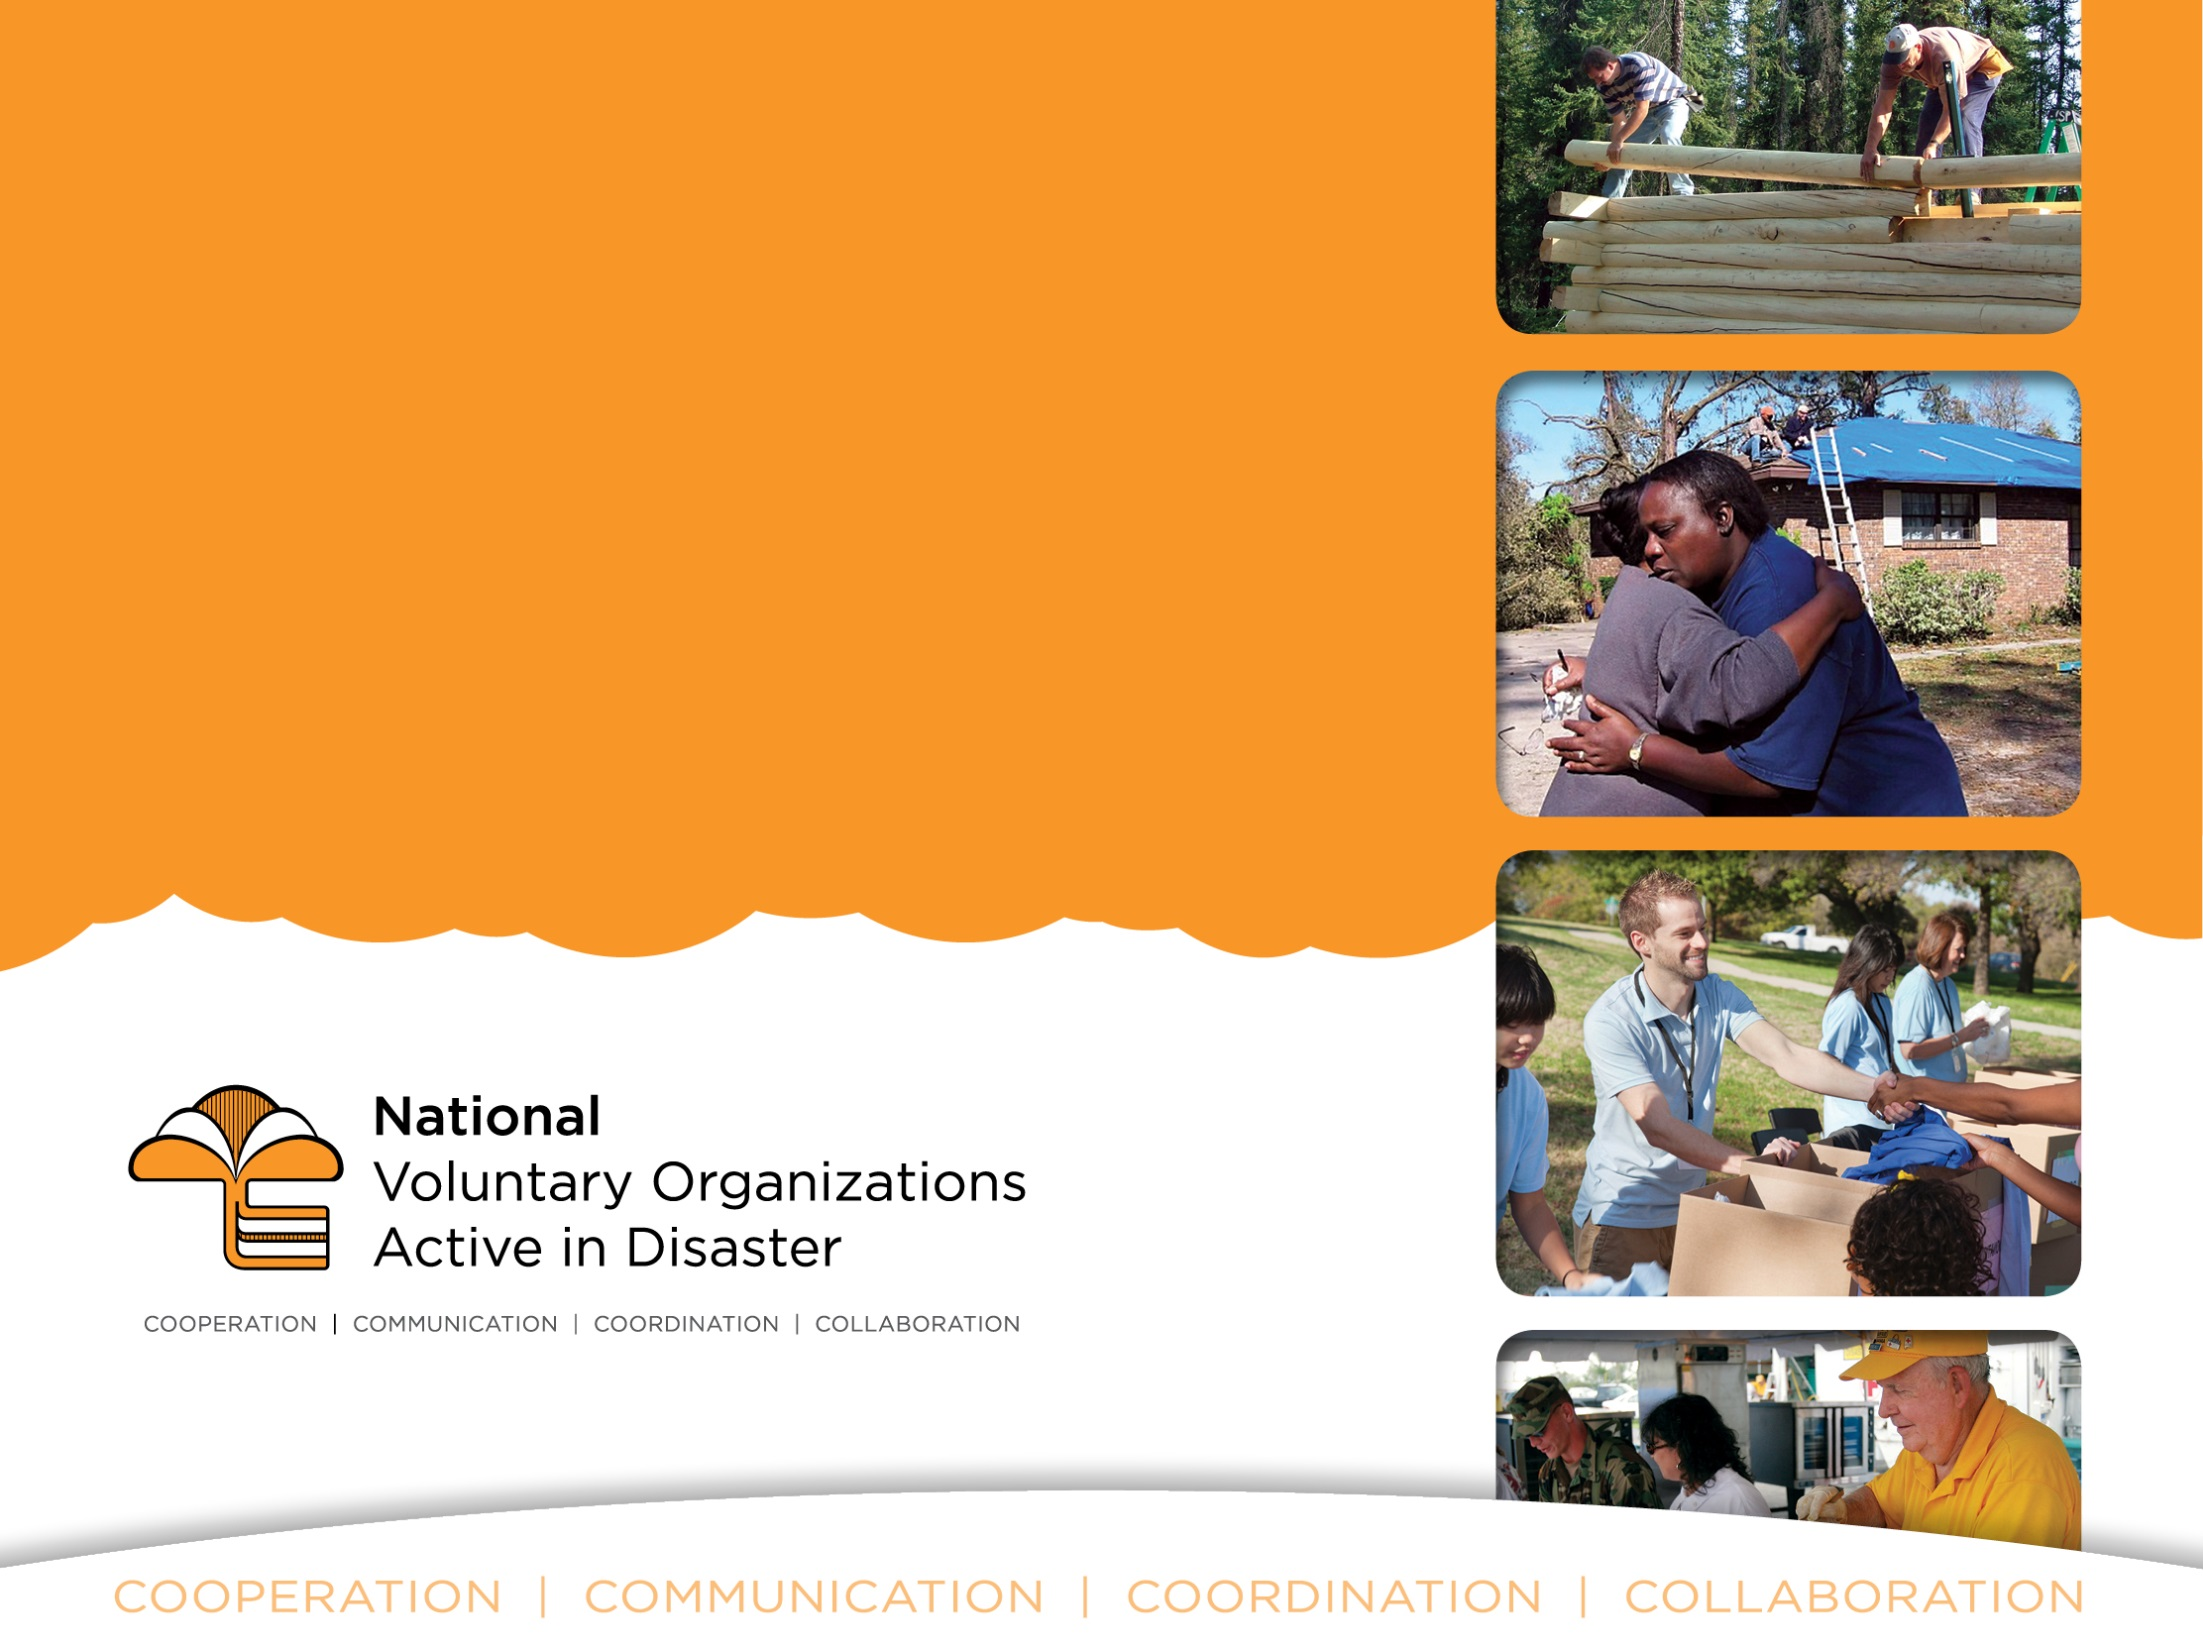 National
Voluntary Organizations
Active in Disaster
COOPERATION | COMMUNICATION | COORDINATION | COLLABORATION
COOPERATION | COMMUNICATION | COORDINATION | COLLABORATION